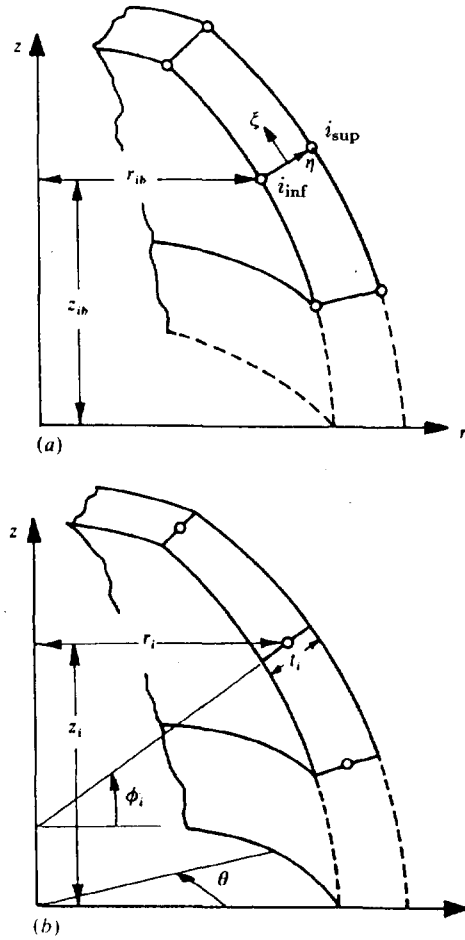 z
ξ
i_sup
η
r_ib
i_inf
z_ib
r
(a)
z
r_i
t_i
z_i
ϕ_i
θ
(b)